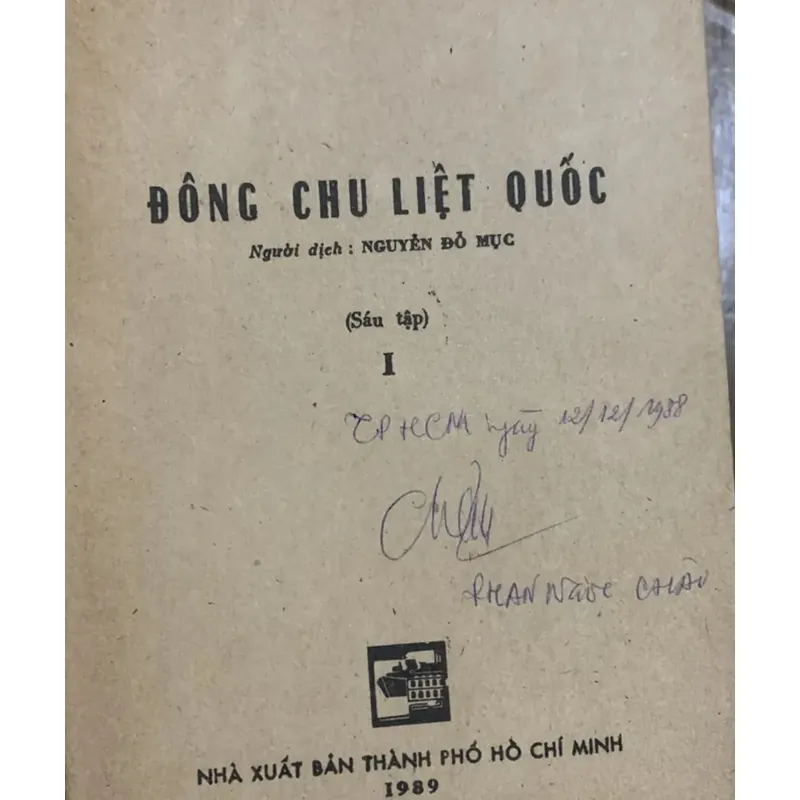 ĐÔNG CHU LIỆT QUỐC
Người dịch : NGUYỄN ĐỖ MỤC
(Sáu tập)
I
TP HCM ngày 12/12/1988
PHAN NGỌC CHÂU
NHÀ XUẤT BẢN THÀNH PHỐ HỒ CHÍ MINH
1989